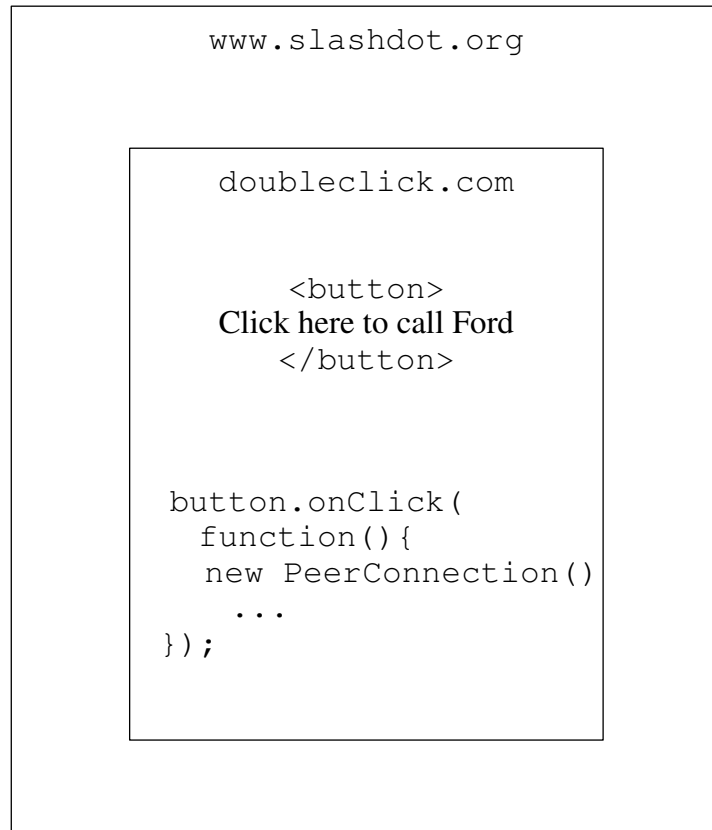 www.slashdot.org
doubleclick.com
<button>
Click here to call Ford
</button>
button.onClick(
function(){
new PeerConnection()
...
});